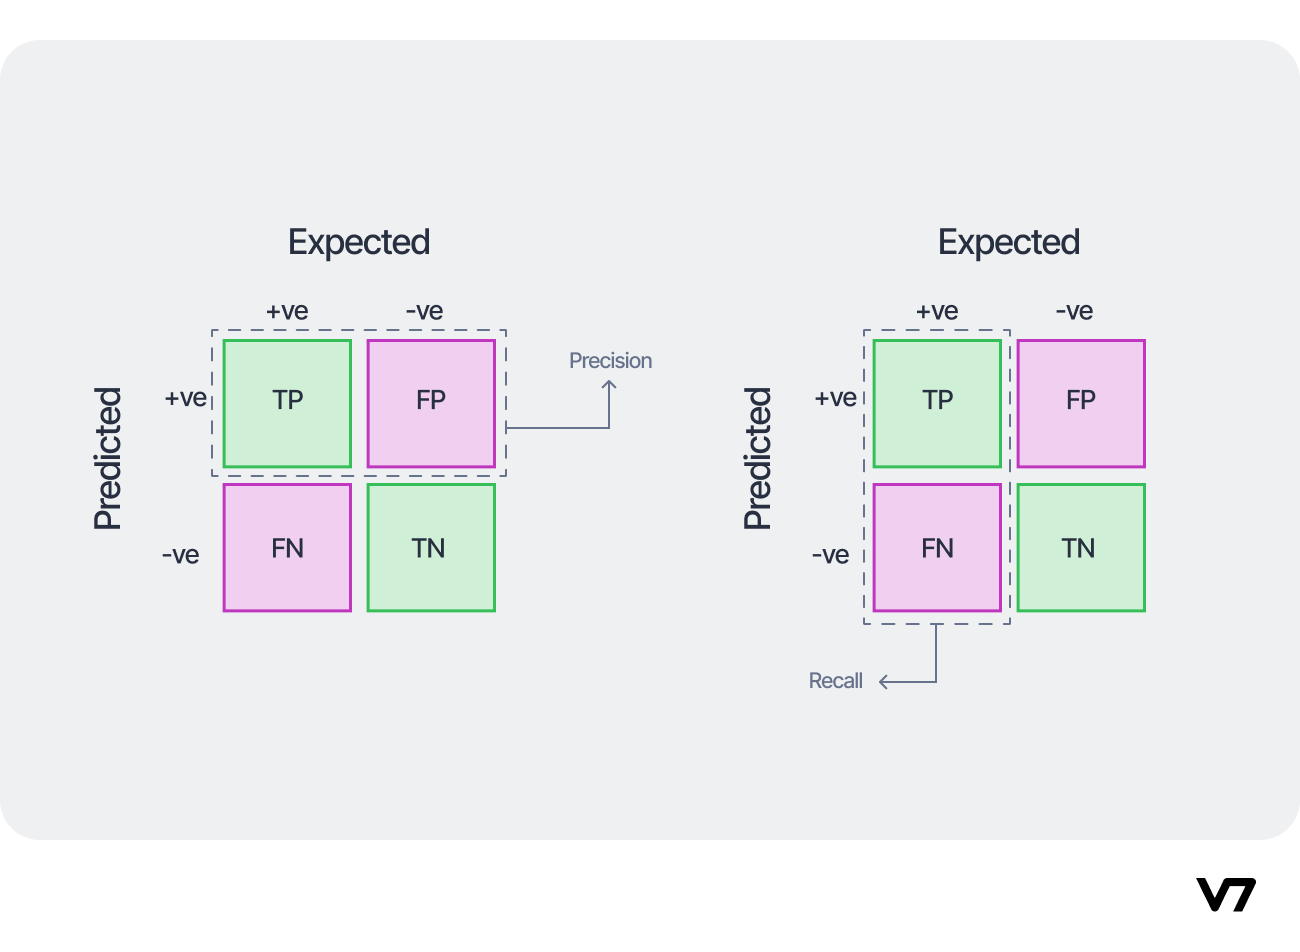 Expected
+ve
-ve
Precision
Predicted
+ve
TP
FP
-ve
FN
TN
Expected
+ve
-ve
Predicted
+ve
TP
FP
-ve
FN
TN
Recall
V7